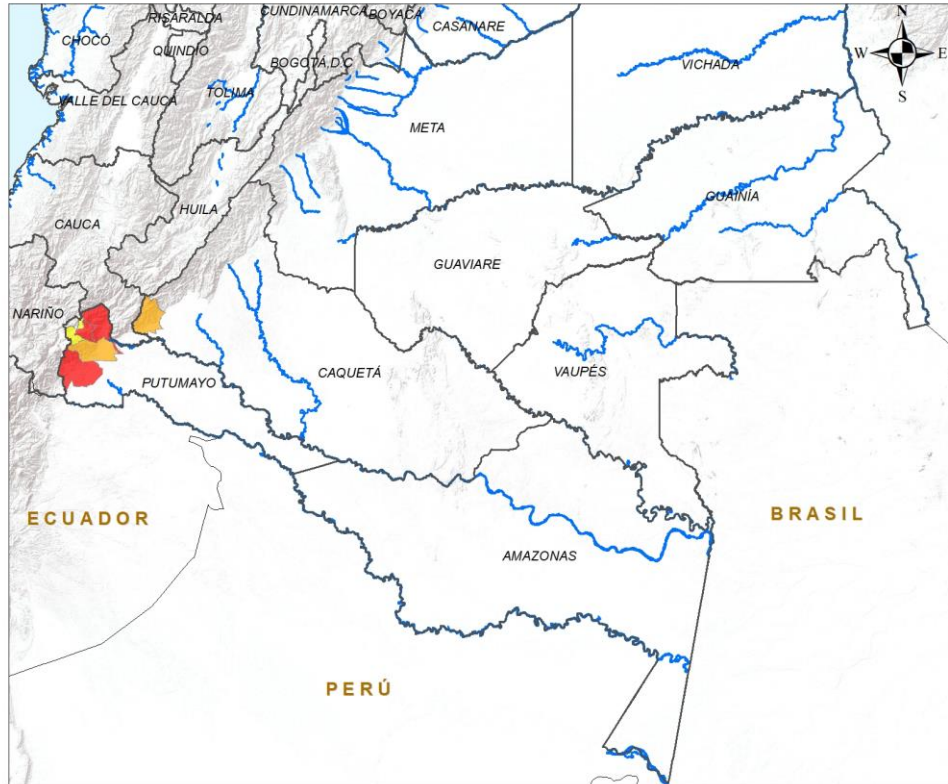 CUNDINAMARCA
BOYACÁ
RISARALDA
CASANARE
N
CHOCÓ
QUINDÍO
W
E
BOGOTÁ D.C
VICHADA
TOLIMA
S
VALLE DEL CAUCA
META
GUAINÍA
HUILA
CAUCA
GUAVIARE
NARIÑO
CAQUETÁ
VAUPÉS
PUTUMAYO
ECUADOR
BRASIL
AMAZONAS
PERÚ